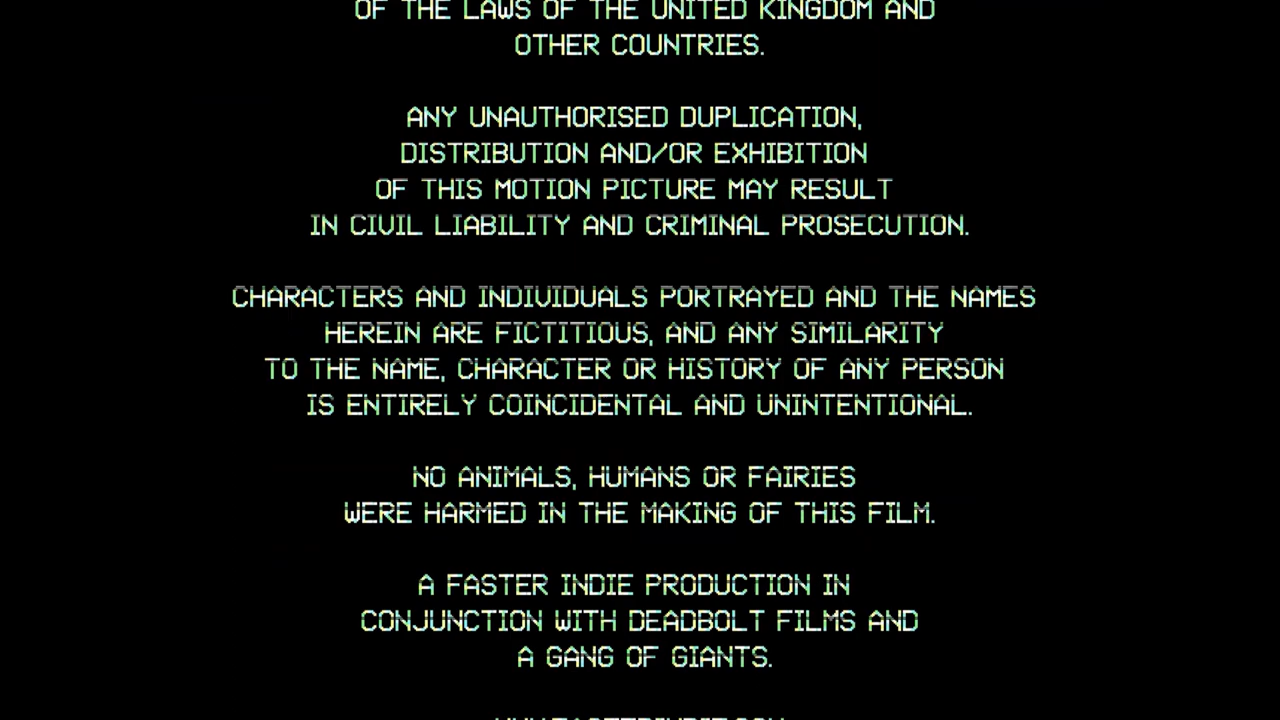 OF THE LAWS OF THE UNITED KINGDOM AND
OTHER COUNTRIES.
ANY UNAUTHORISED DUPLICATION,
DISTRIBUTION AND/OR EXHIBITION
OF THIS MOTION PICTURE MAY RESULT
IN CIVIL LIABILITY AND CRIMINAL PROSECUTION.
CHARACTERS AND INDIVIDUALS PORTRAYED AND THE NAMES
HEREIN ARE FICTITIOUS, AND ANY SIMILARITY
TO THE NAME, CHARACTER OR HISTORY OF ANY PERSON
IS ENTIRELY COINCIDENTAL AND UNINTENTIONAL.
NO ANIMALS, HUMANS OR FAIRIES
WERE HARMED IN THE MAKING OF THIS FILM.
A FASTER INDIE PRODUCTION IN
CONJUNCTION WITH DEADBOLT FILMS AND
A GANG OF GIANTS.